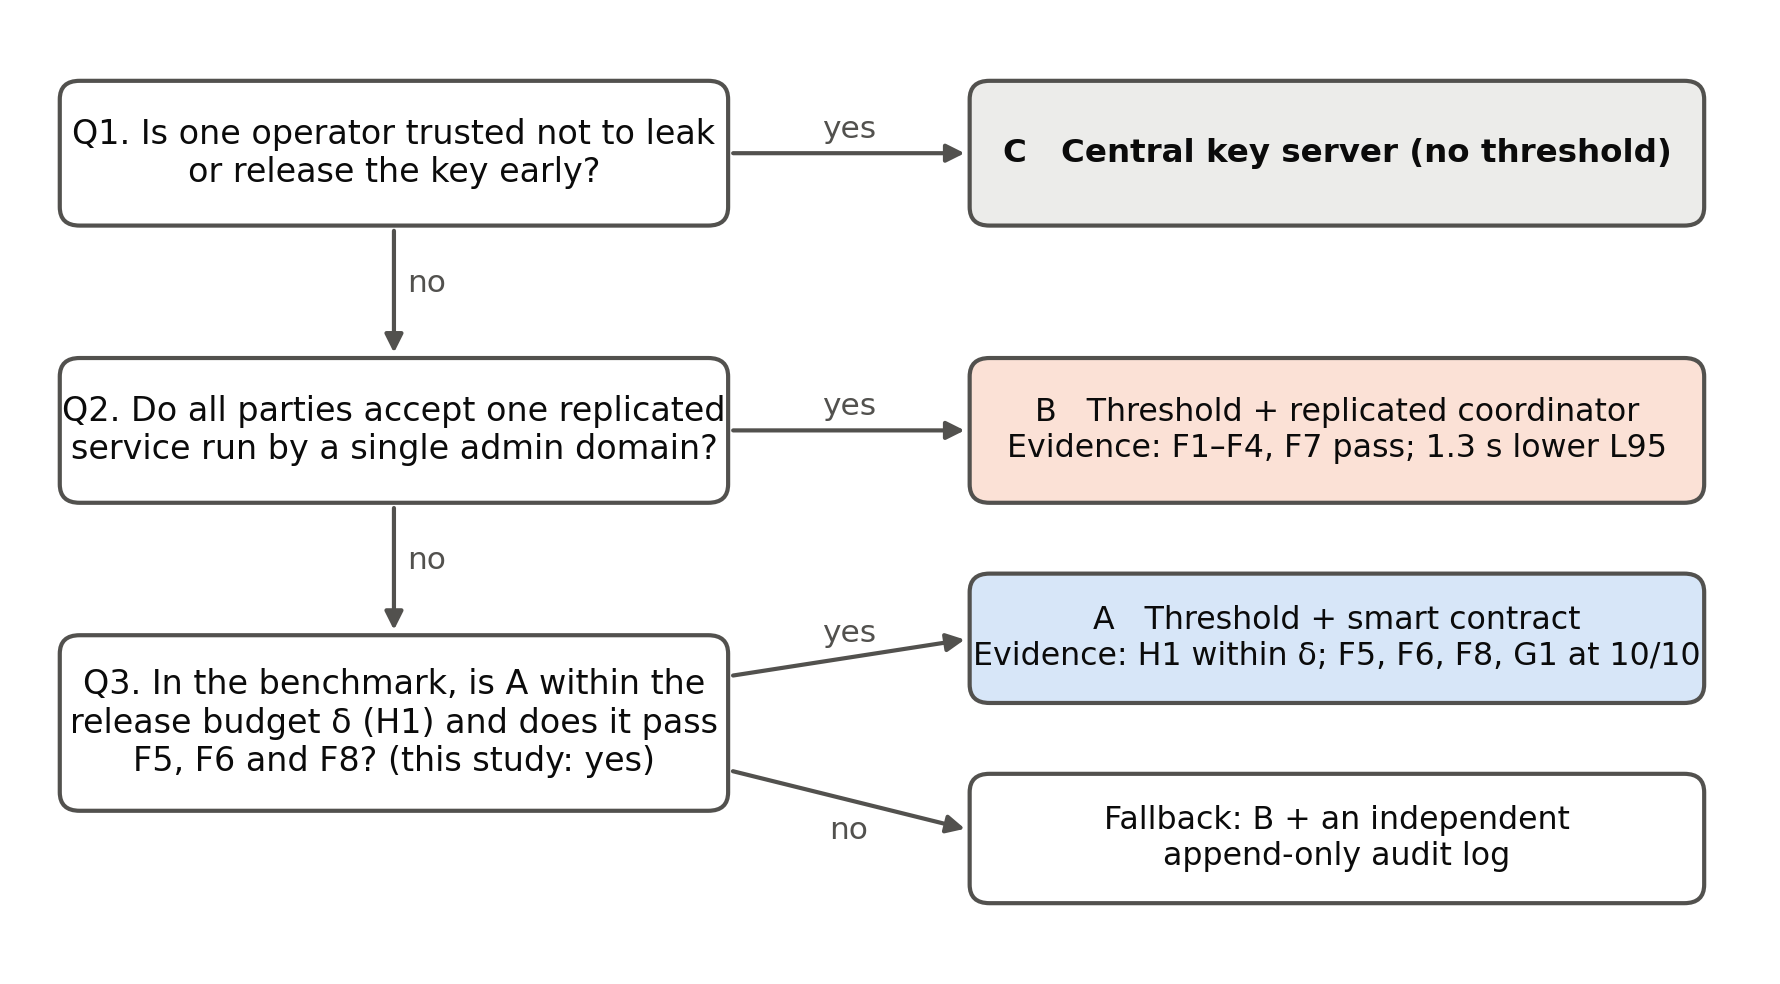 Q1. Is one operator trusted not to leak
or release the key early?
yes
C   Central key server (no threshold)
no
Q2. Do all parties accept one replicated
service run by a single admin domain?
yes
B   Threshold + replicated coordinator
Evidence: F1–F4, F7 pass; 1.3 s lower L95
no
Q3. In the benchmark, is A within the
release budget δ (H1) and does it pass
F5, F6 and F8? (this study: yes)
yes
A   Threshold + smart contract
Evidence: H1 within δ; F5, F6, F8, G1 at 10/10
no
Fallback: B + an independent
append-only audit log